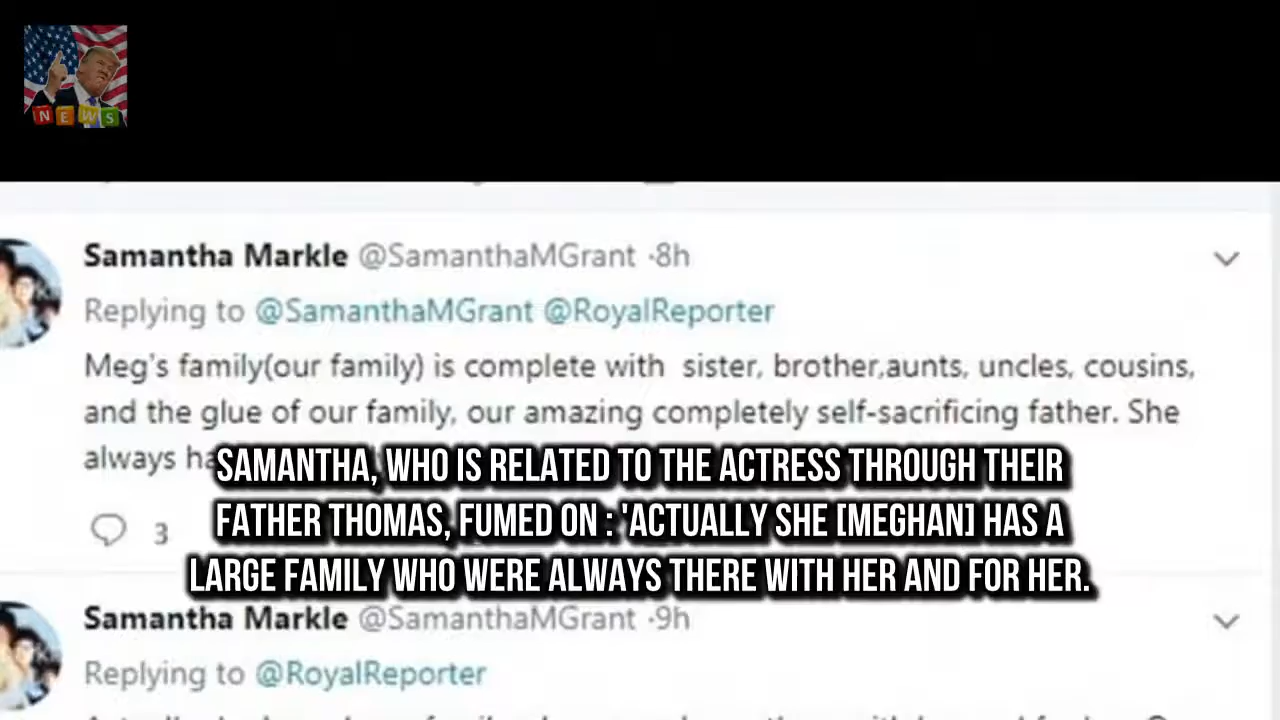 NEWS
Samantha Markle @SamanthaMGrant ·8h
Replying to @SamanthaMGrant @RoyalReporter
Meg's family(our family) is complete with sister, brother,aunts, uncles, cousins,
and the glue of our family, our amazing completely self-sacrificing father. She
always
SAMANTHA, WHO IS RELATED TO THE ACTRESS THROUGH THEIR
FATHER THOMAS, FUMED ON : 'ACTUALLY SHE [MEGHAN] HAS A
LARGE FAMILY WHO WERE ALWAYS THERE WITH HER AND FOR HER.
3
Samantha Markle @SamanthaMGrant ·9h
Replying to @RoyalReporter